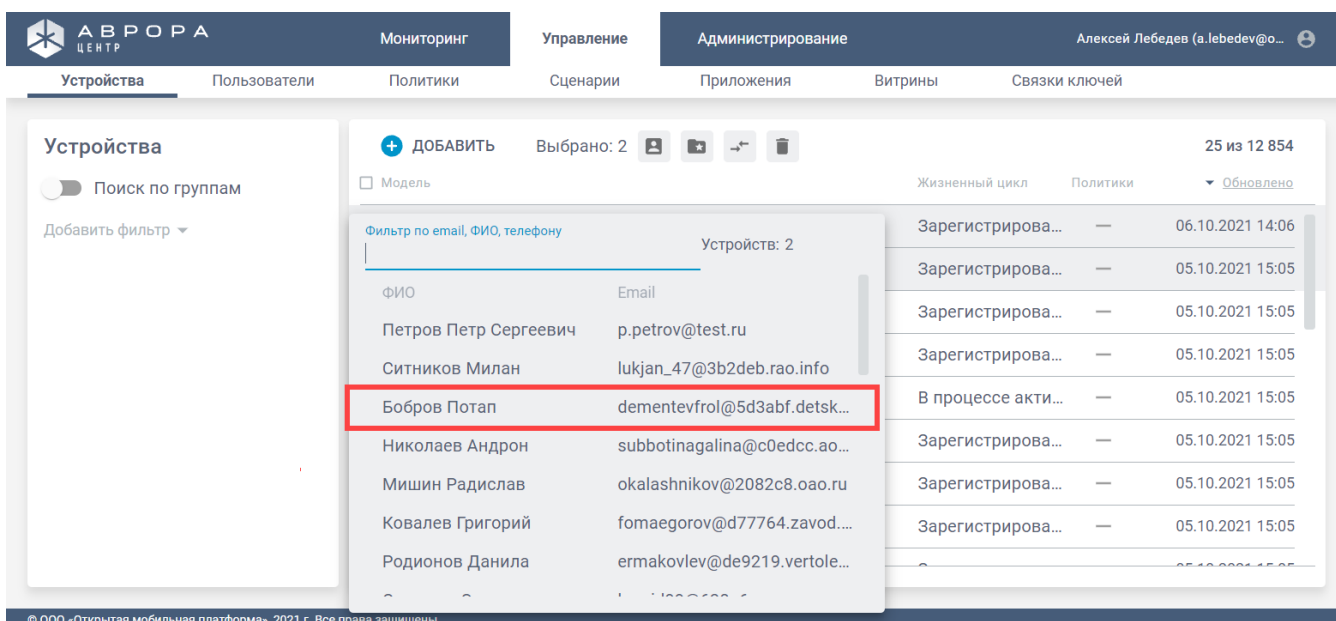 АВРОРА
ЦЕНТР
Мониторинг Управление Администрирование Алексей Лебедев (a.lebedev@o...
Устройства Пользователи Политики Сценарии Приложения Витрины Связки ключей
Устройства
ДОБАВИТЬ Выбрано: 2 25 из 12 854
Поиск по группам
Модель Жизненный цикл Политики Обновлено
Добавить фильтр
Фильтр по email, ФИО, телефону
Устройств: 2
Зарегистрирова... — 06.10.2021 14:06
Зарегистрирова... — 05.10.2021 15:05
ФИО Email
Зарегистрирова... — 05.10.2021 15:05
Петров Петр Сергеевич p.petrov@test.ru
Зарегистрирова... — 05.10.2021 15:05
Ситников Милан lukjan_47@3b2deb.rao.info
В процессе акти... — 05.10.2021 15:05
Бобров Потап dementevfrol@5d3abf.detsk...
Зарегистрирова... — 05.10.2021 15:05
Николаев Андрон subbotinagalina@c0edcc.ao...
Зарегистрирова... — 05.10.2021 15:05
Мишин Радислав okalashnikov@2082c8.oao.ru
Зарегистрирова... — 05.10.2021 15:05
Ковалев Григорий fomaegorov@d77764.zavod....
Родионов Данила ermakovlev@de9219.vertole...
© ООО «Открытая мобильная платформа», 2021 г. Все права защищены